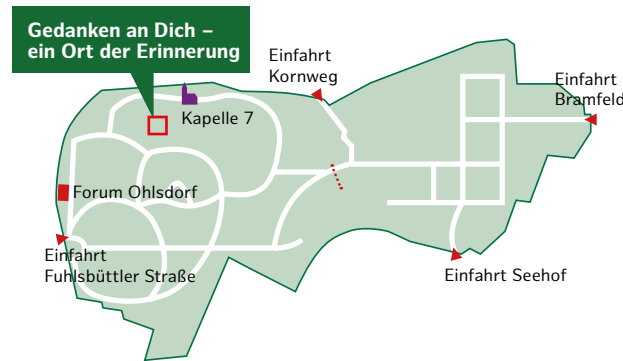 Gedanken an Dich –
ein Ort der Erinnerung
Einfahrt
Kornweg
Einfahrt
Bramfeld
Kapelle 7
Forum Ohlsdorf
Einfahrt
Fuhlsbüttler Straße
Einfahrt Seehof